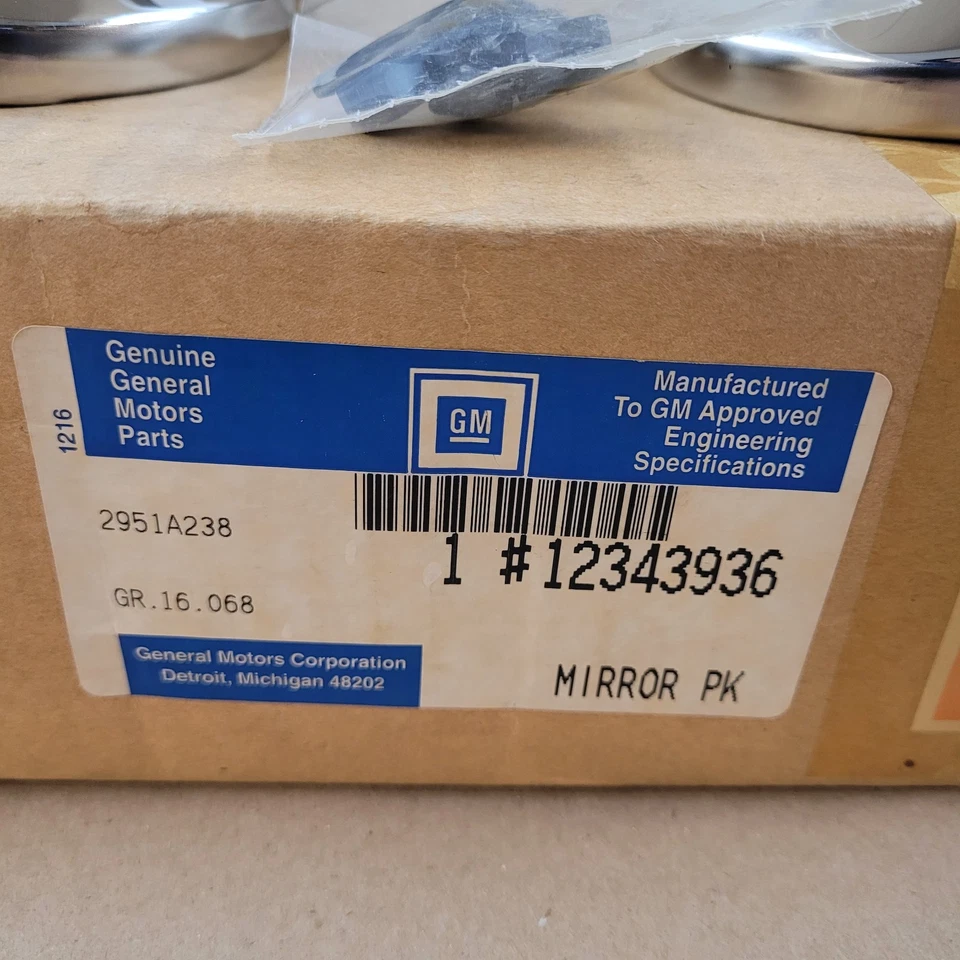 Genuine
General
Motors
Parts
GM
Manufactured
To GM Approved
Engineering
Specifications
1216
2951A238
1 #12343936
GR.16.068
General Motors Corporation
Detroit, Michigan 48202
MIRROR PK